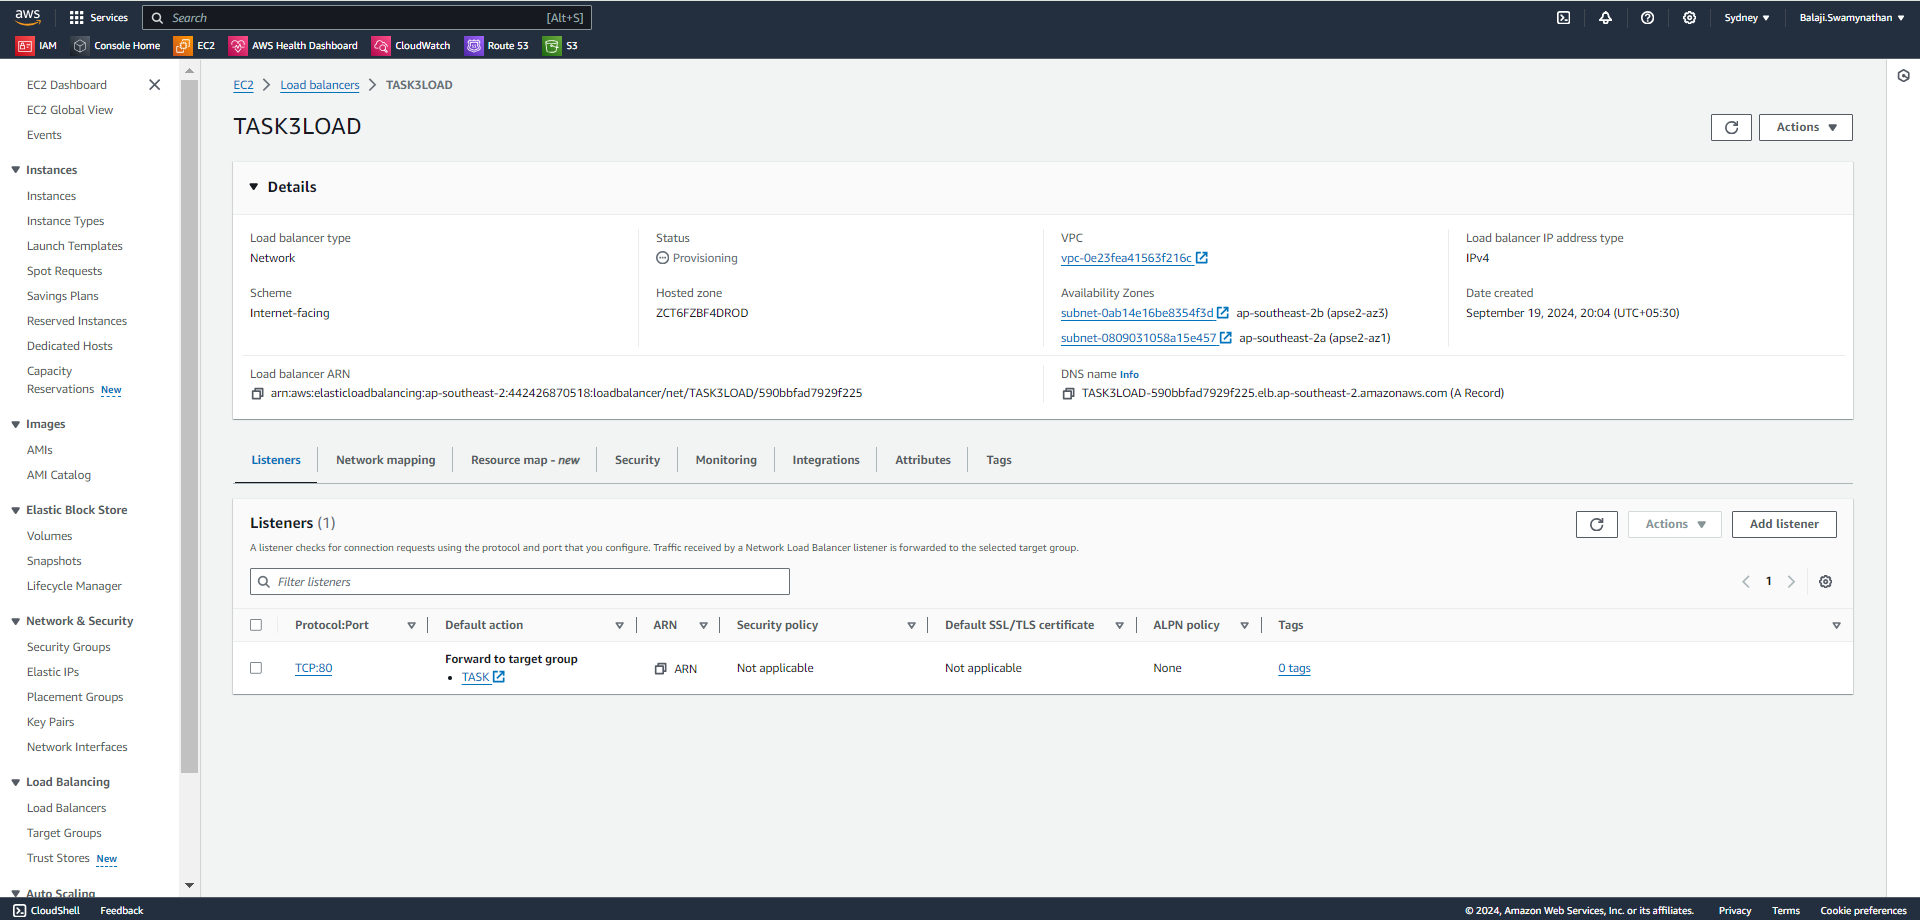 aws
Services
Search
[Alt+S]
Sydney
Balaji.Swamynathan
IAM
Console Home
EC2
AWS Health Dashboard
CloudWatch
Route 53
S3
EC2 Dashboard
EC2 Global View
Events
Instances
Instances
Instance Types
Launch Templates
Spot Requests
Savings Plans
Reserved Instances
Dedicated Hosts
Capacity
Reservations New
Images
AMIs
AMI Catalog
Elastic Block Store
Volumes
Snapshots
Lifecycle Manager
Network & Security
Security Groups
Elastic IPs
Placement Groups
Key Pairs
Network Interfaces
Load Balancing
Load Balancers
Target Groups
Trust Stores New
Auto Scaling
EC2 > Load balancers > TASK3LOAD
TASK3LOAD
Actions
Details
Load balancer type
Network
Status
Provisioning
VPC
vpc-0e23fea41563f216c
Load balancer IP address type
IPv4
Scheme
Internet-facing
Hosted zone
ZCT6FZBF4DROD
Availability Zones
subnet-0ab14e16be8354f3d ap-southeast-2b (apse2-az3)
subnet-0809031058a15e457 ap-southeast-2a (apse2-az1)
Date created
September 19, 2024, 20:04 (UTC+05:30)
Load balancer ARN
arn:aws:elasticloadbalancing:ap-southeast-2:442426870518:loadbalancer/net/TASK3LOAD/590bbfad7929f225
DNS name Info
TASK3LOAD-590bbfad7929f225.elb.ap-southeast-2.amazonaws.com (A Record)
Listeners
Network mapping
Resource map - new
Security
Monitoring
Integrations
Attributes
Tags
Listeners (1)
Actions
Add listener
A listener checks for connection requests using the protocol and port that you configure. Traffic received by a Network Load Balancer listener is forwarded to the selected target group.
Filter listeners
1
Protocol:Port
Default action
ARN
Security policy
Default SSL/TLS certificate
ALPN policy
Tags
TCP:80
Forward to target group
• TASK
ARN
Not applicable
Not applicable
None
0 tags
CloudShell
Feedback
© 2024, Amazon Web Services, Inc. or its affiliates.
Privacy
Terms
Cookie preferences